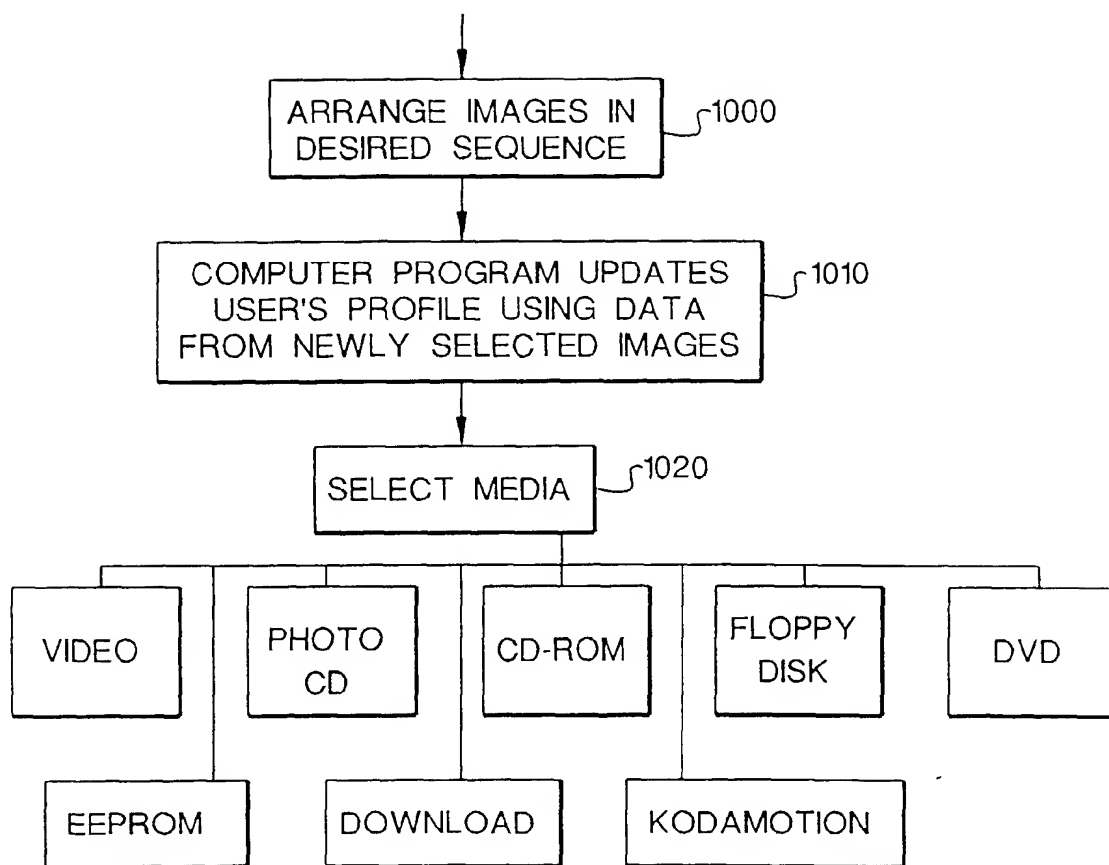 ARRANGE IMAGES IN
DESIRED SEQUENCE
1000
COMPUTER PROGRAM UPDATES
USER'S PROFILE USING DATA
FROM NEWLY SELECTED IMAGES
1010
SELECT MEDIA
1020
VIDEO
PHOTO
CD
CD-ROM
FLOPPY
DISK
DVD
EEPROM
DOWNLOAD
KODAMOTION